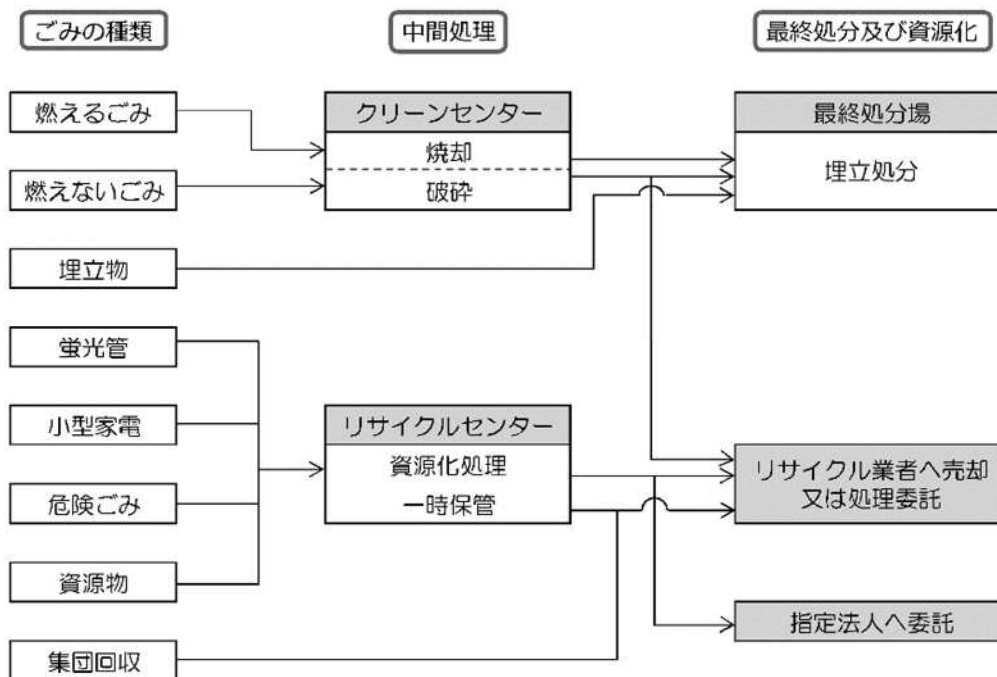 ごみの種類
中間処理
最終処分及び資源化
燃えるごみ
燃えないごみ
埋立物
蛍光管
小型家電
危険ごみ
資源物
集団回収
クリーンセンター
焼却
破砕
リサイクルセンター
資源化処理
一時保管
最終処分場
埋立処分
リサイクル業者へ売却
又は処理委託
指定法人へ委託